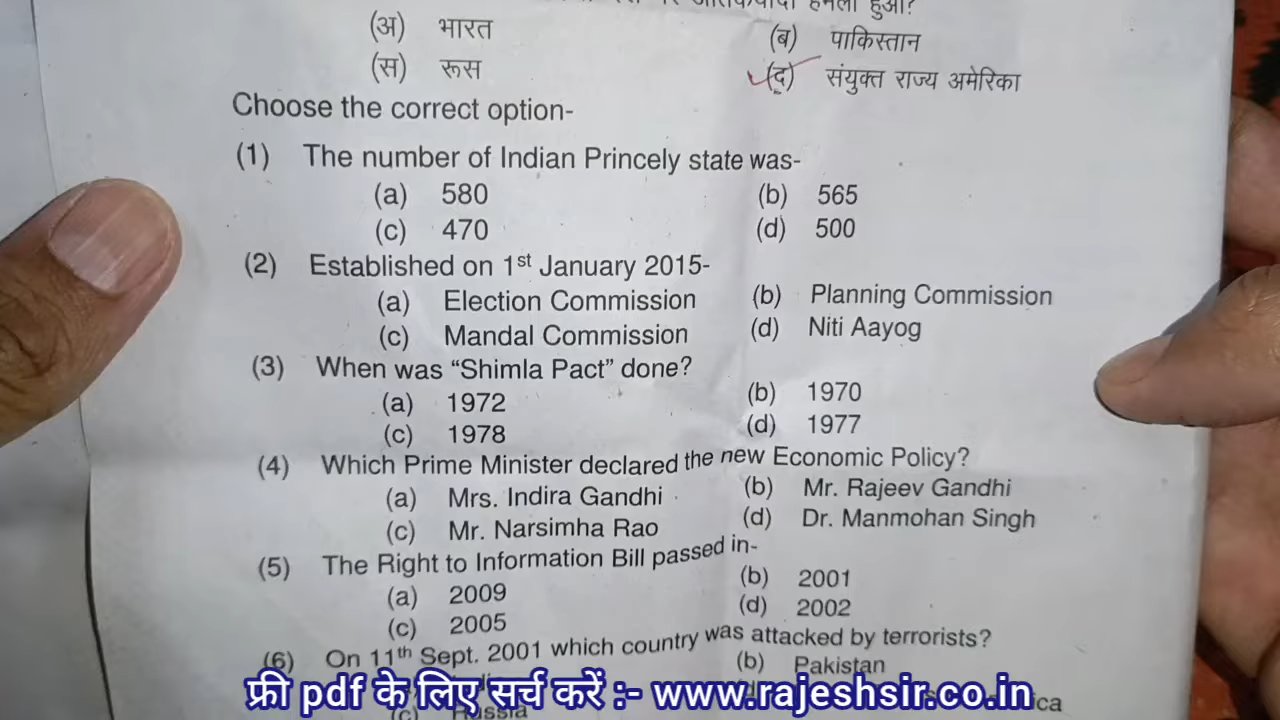 हमला हुआ?
(अ) भारत (ब) पाकिस्तान
(स) रूस (द) संयुक्त राज्य अमेरिका
Choose the correct option-
(1) The number of Indian Princely state was-
(a) 580 (b) 565
(c) 470 (d) 500
(2) Established on 1st January 2015-
(a) Election Commission (b) Planning Commission
(c) Mandal Commission (d) Niti Aayog
(3) When was “Shimla Pact” done?
(a) 1972 (b) 1970
(c) 1978 (d) 1977
(4) Which Prime Minister declared the new Economic Policy?
(a) Mrs. Indira Gandhi (b) Mr. Rajeev Gandhi
(c) Mr. Narsimha Rao (d) Dr. Manmohan Singh
(5) The Right to Information Bill passed in-
(a) 2009 (b) 2001
(c) 2005 (d) 2002
(6) On 11th Sept. 2001 which country was attacked by terrorists?
(b) Pakistan
(c) Russia
फ्री pdf के लिए सर्च करें :- www.rajeshsir.co.in